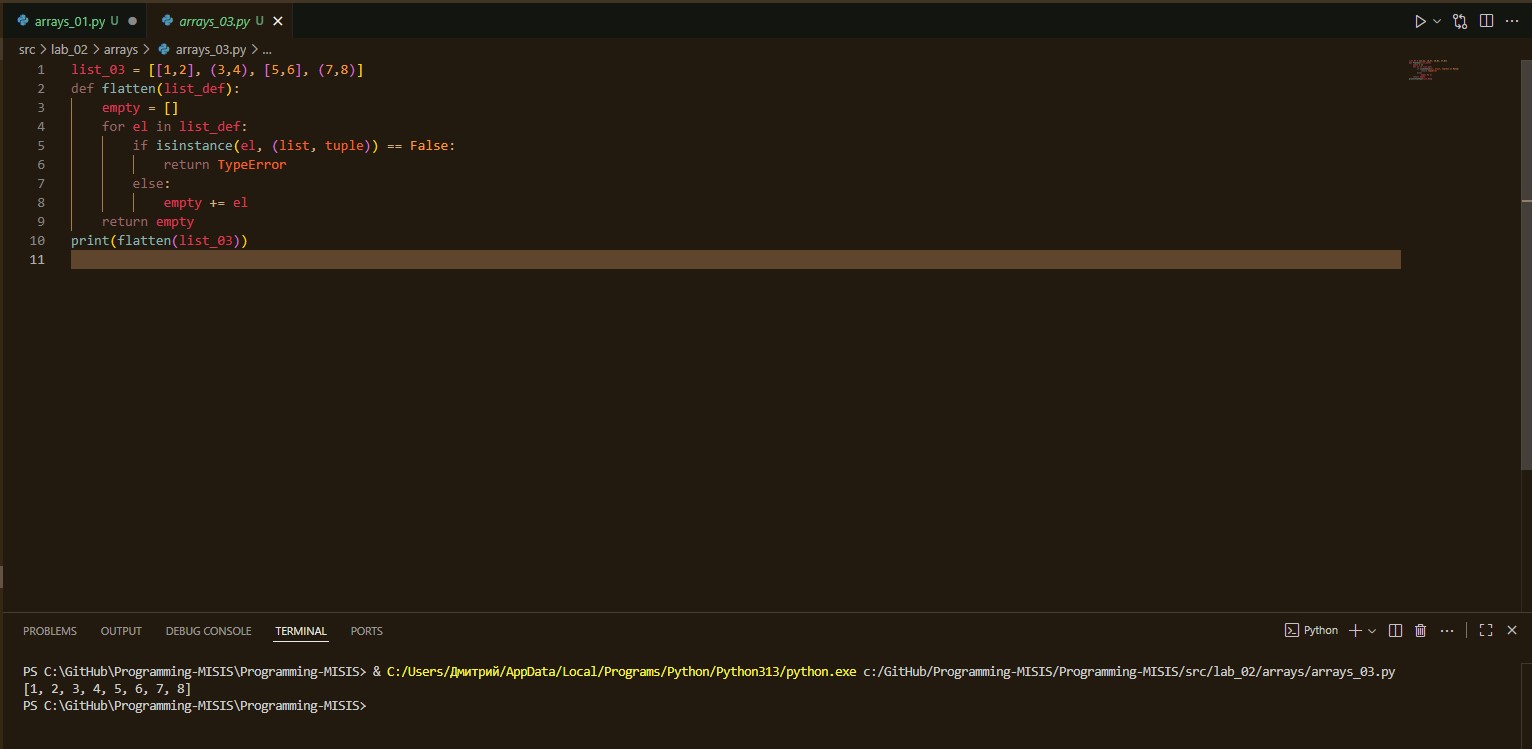 arrays_01.py U
arrays_03.py U
src > lab_02 > arrays > arrays_03.py > ...
1 list_03 = [[1,2], (3,4), [5,6], (7,8)]
2 def flatten(list_def):
3     empty = []
4     for el in list_def:
5         if isinstance(el, (list, tuple)) == False:
6             return TypeError
7         else:
8             empty += el
9     return empty
10 print(flatten(list_03))
11
PROBLEMS OUTPUT DEBUG CONSOLE TERMINAL PORTS
Python
PS C:\GitHub\Programming-MISIS\Programming-MISIS> & C:/Users/Дмитрий/AppData/Local/Programs/Python/Python313/python.exe c:/GitHub/Programming-MISIS/Programming-MISIS/src/lab_02/arrays/arrays_03.py
[1, 2, 3, 4, 5, 6, 7, 8]
PS C:\GitHub\Programming-MISIS\Programming-MISIS>